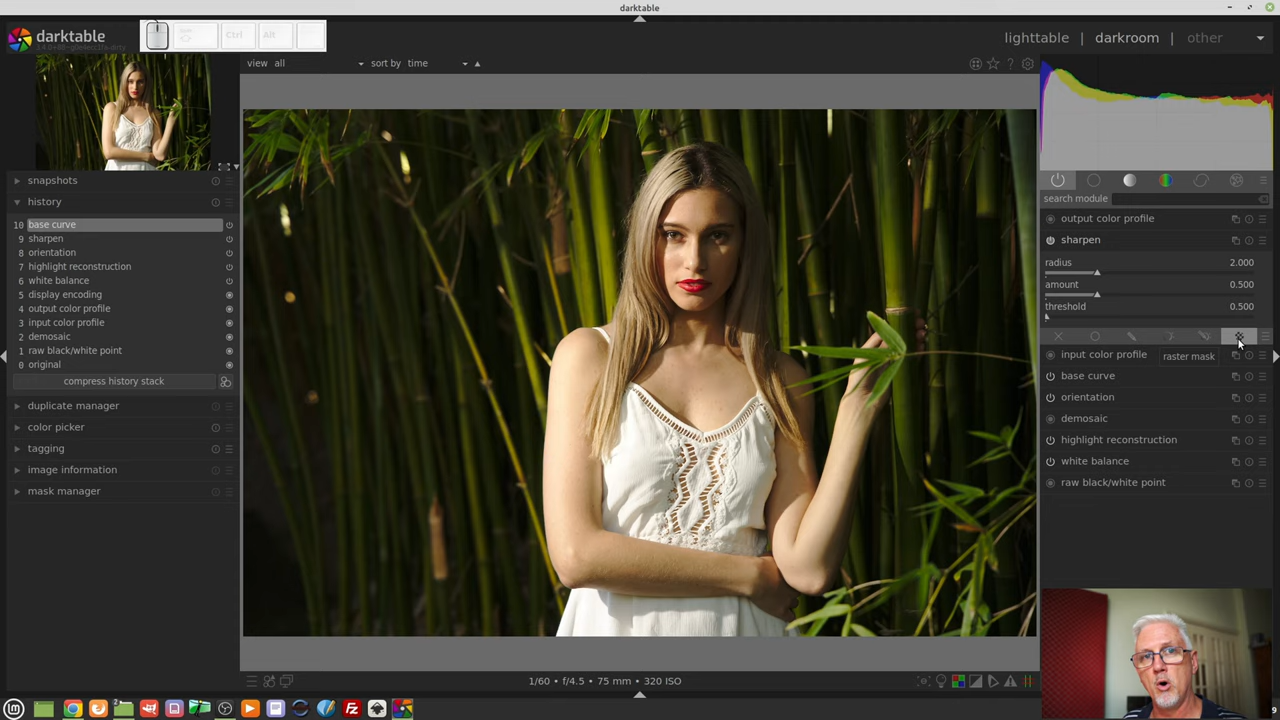 darktable
darktable
lighttable | darkroom | other
Ctrl Alt
view all
sort by time
snapshots
history
10 base curve
9 sharpen
8 orientation
7 highlight reconstruction
6 white balance
5 display encoding
4 output color profile
3 input color profile
2 demosaic
1 raw black/white point
0 original
compress history stack
duplicate manager
color picker
tagging
image information
mask manager
1/60 • f/4.5 • 75 mm • 320 ISO
search module
output color profile
sharpen
radius 2.000
amount 0.500
threshold 0.500
input color profile
raster mask
base curve
orientation
demosaic
highlight reconstruction
white balance
raw black/white point